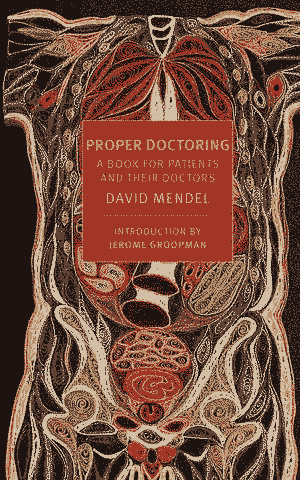 PROPER DOCTORING
A BOOK FOR PATIENTS
AND THEIR DOCTORS
DAVID MENDEL
INTRODUCTION BY
JEROME GROOPMAN